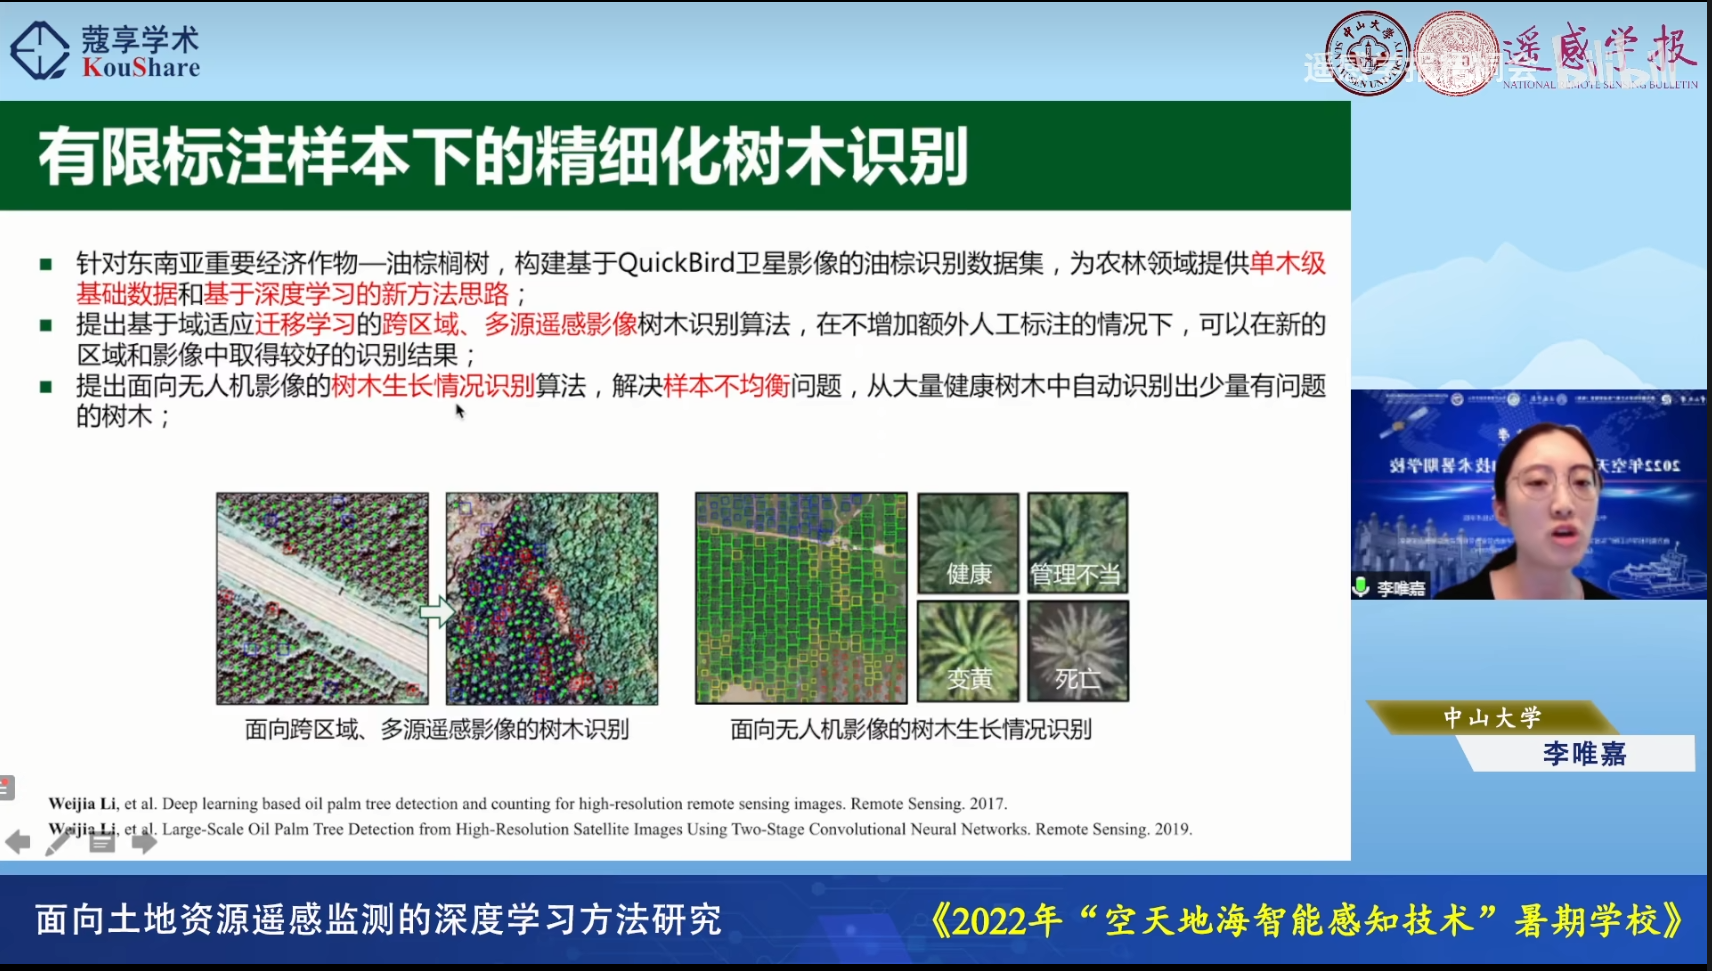 蔻享学术
KouShare
遥感学报
NATIONAL REMOTE SENSING BULLETIN
bilibili
有限标注样本下的精细化树木识别
针对东南亚重要经济作物—油棕榈树，构建基于QuickBird卫星影像的油棕识别数据集，为农林领域提供单木级
基础数据和基于深度学习的新方法思路；
提出基于域适应迁移学习的跨区域、多源遥感影像树木识别算法，在不增加额外人工标注的情况下，可以在新的
区域和影像中取得较好的识别结果；
提出面向无人机影像的树木生长情况识别算法，解决样本不均衡问题，从大量健康树木中自动识别出少量有问题
的树木；
健康
管理不当
变黄
死亡
面向跨区域、多源遥感影像的树木识别
面向无人机影像的树木生长情况识别
Weijia Li, et al. Deep learning based oil palm tree detection and counting for high-resolution remote sensing images. Remote Sensing. 2017.
Weijia Li, et al. Large-Scale Oil Palm Tree Detection from High-Resolution Satellite Images Using Two-Stage Convolutional Neural Networks. Remote Sensing. 2019.
李唯嘉
中山大学
李唯嘉
面向土地资源遥感监测的深度学习方法研究
《2022年“空天地海智能感知技术”暑期学校》